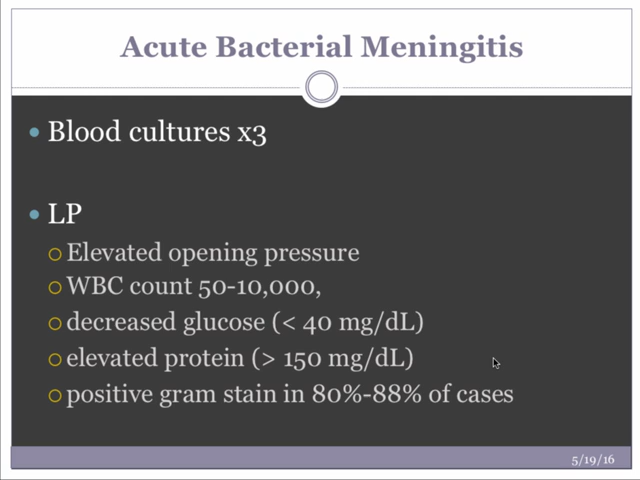 Acute Bacterial Meningitis
Blood cultures x3
LP
Elevated opening pressure
WBC count 50-10,000,
decreased glucose (< 40 mg/dL)
elevated protein (> 150 mg/dL)
positive gram stain in 80%-88% of cases
5/19/16